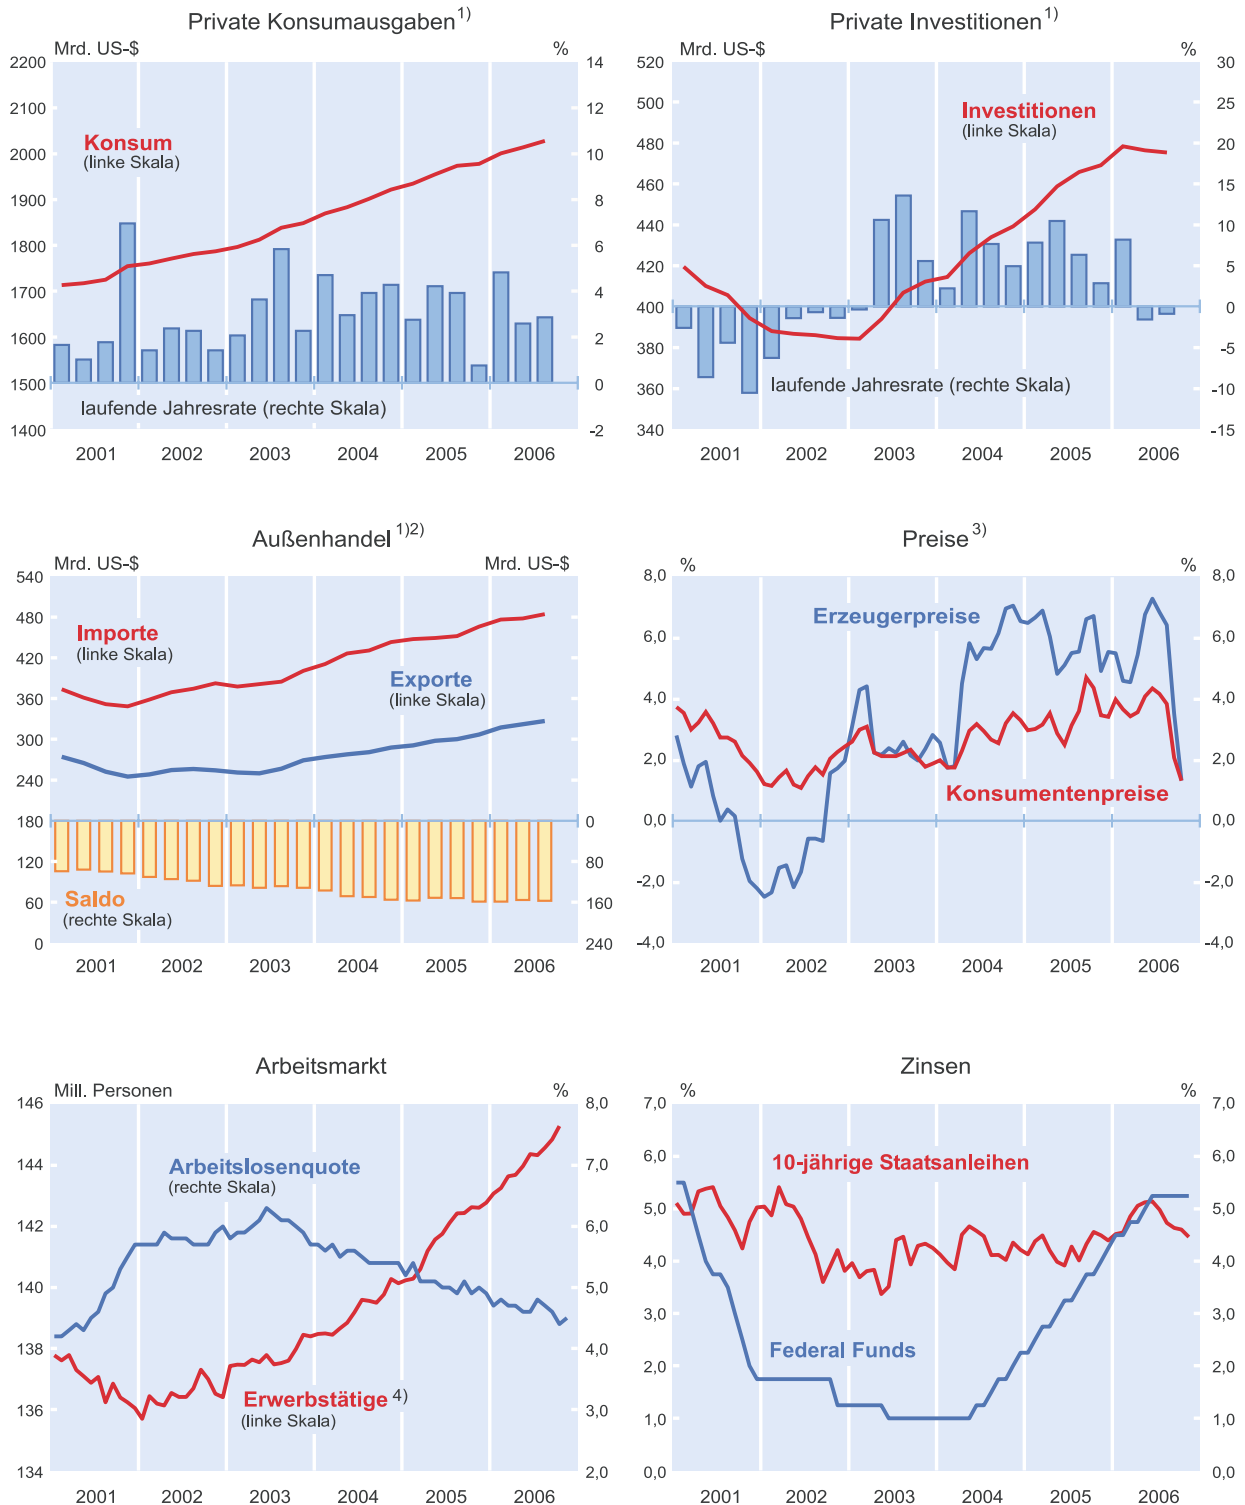 Private Konsumausgaben 1)
Mrd. US-$ %
2200 14
2100 12
2000 10
1900 8
1800 6
1700 4
1600 2
1500 0
1400 -2
Konsum
(linke Skala)
laufende Jahresrate (rechte Skala)
2001 2002 2003 2004 2005 2006
Private Investitionen 1)
Mrd. US-$ %
520 30
500 25
480 20
460 15
440 10
420 5
400 0
380 -5
360 -10
340 -15
Investitionen
(linke Skala)
laufende Jahresrate (rechte Skala)
2001 2002 2003 2004 2005 2006
Außenhandel 1)2)
Mrd. US-$ Mrd. US-$
540
480
420
360
300
240
180 0
120 80
60 160
0 240
Importe
(linke Skala)
Exporte
(linke Skala)
Saldo
(rechte Skala)
2001 2002 2003 2004 2005 2006
Preise 3)
% %
8,0 8,0
6,0 6,0
4,0 4,0
2,0 2,0
0,0 0,0
-2,0 -2,0
-4,0 -4,0
Erzeugerpreise
Konsumentenpreise
2001 2002 2003 2004 2005 2006
Arbeitsmarkt
Mill. Personen %
146 8,0
144 7,0
142 6,0
140 5,0
138 4,0
136 3,0
134 2,0
Arbeitslosenquote
(rechte Skala)
Erwerbstätige 4)
(linke Skala)
2001 2002 2003 2004 2005 2006
Zinsen
% %
7,0 7,0
6,0 6,0
5,0 5,0
4,0 4,0
3,0 3,0
2,0 2,0
1,0 1,0
0,0 0,0
10-jährige Staatsanleihen
Federal Funds
2001 2002 2003 2004 2005 2006